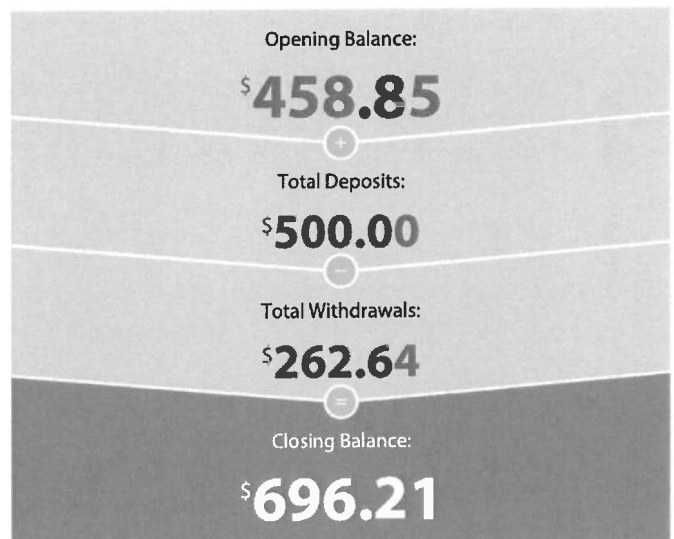 Opening Balance:
$458.85
+
Total Deposits:
$500.00
−
Total Withdrawals:
$262.64
=
Closing Balance:
$696.21